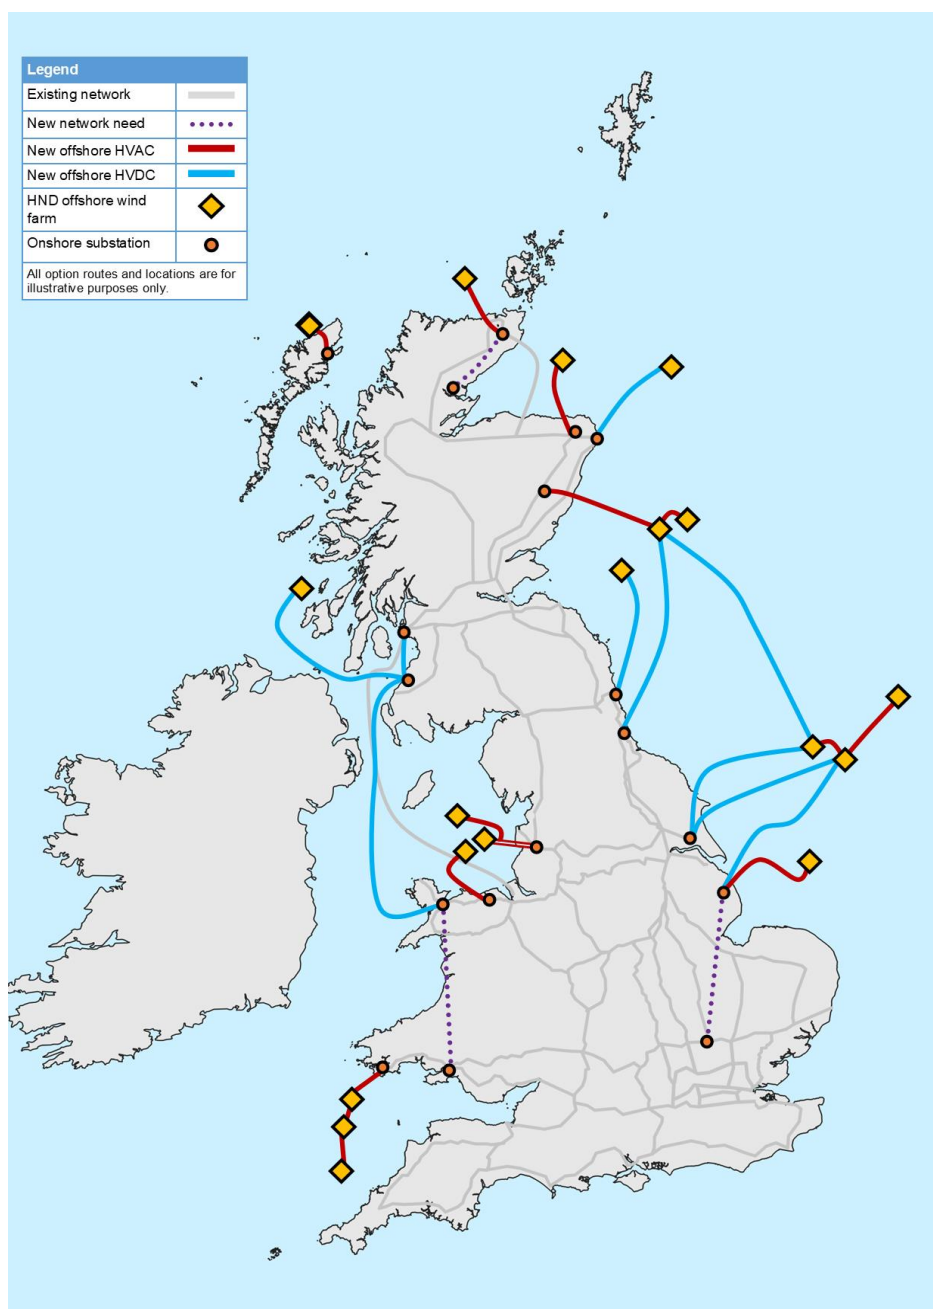 Legend
Existing network
New network need
New offshore HVAC
New offshore HVDC
HND offshore wind
farm
Onshore substation
All option routes and locations are for
illustrative purposes only.